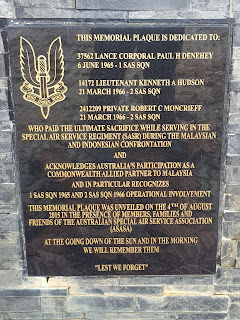 THIS MEMORIAL PLAQUE IS DEDICATED TO:
37562 LANCE CORPORAL PAUL H DENEHEY
6 JUNE 1965 - 1 SAS SQN
14172 LIEUTENANT KENNETH A HUDSON
21 MARCH 1966 - 2 SAS SQN
2412209 PRIVATE ROBERT C MONCRIEFF
21 MARCH 1966 - 2 SAS SQN
WHO PAID THE ULTIMATE SACRIFICE WHILE SERVING IN THE
SPECIAL AIR SERVICE REGIMENT (SASR) DURING THE MALAYSIAN
AND INDONESIAN CONFRONTATION
AND
ACKNOWLEDGES AUSTRALIA'S PARTICIPATION AS A
COMMONWEALTH ALLIED PARTNER TO MALAYSIA
AND IN PARTICULAR RECOGNIZES
1 SAS SQN 1965 AND 2 SAS SQN 1966 OPERATIONAL INVOLVEMENT
THIS MEMORIAL PLAQUE WAS UNVEILED ON THE 4TH OF AUGUST
2015 IN THE PRESENCE OF MEMBERS, FAMILIES AND
FRIENDS OF THE AUSTRALIAN SPECIAL AIR SERVICE ASSOCIATION
(ASASA)
AT THE GOING DOWN OF THE SUN AND IN THE MORNING
WE WILL REMEMBER THEM
"LEST WE FORGET"